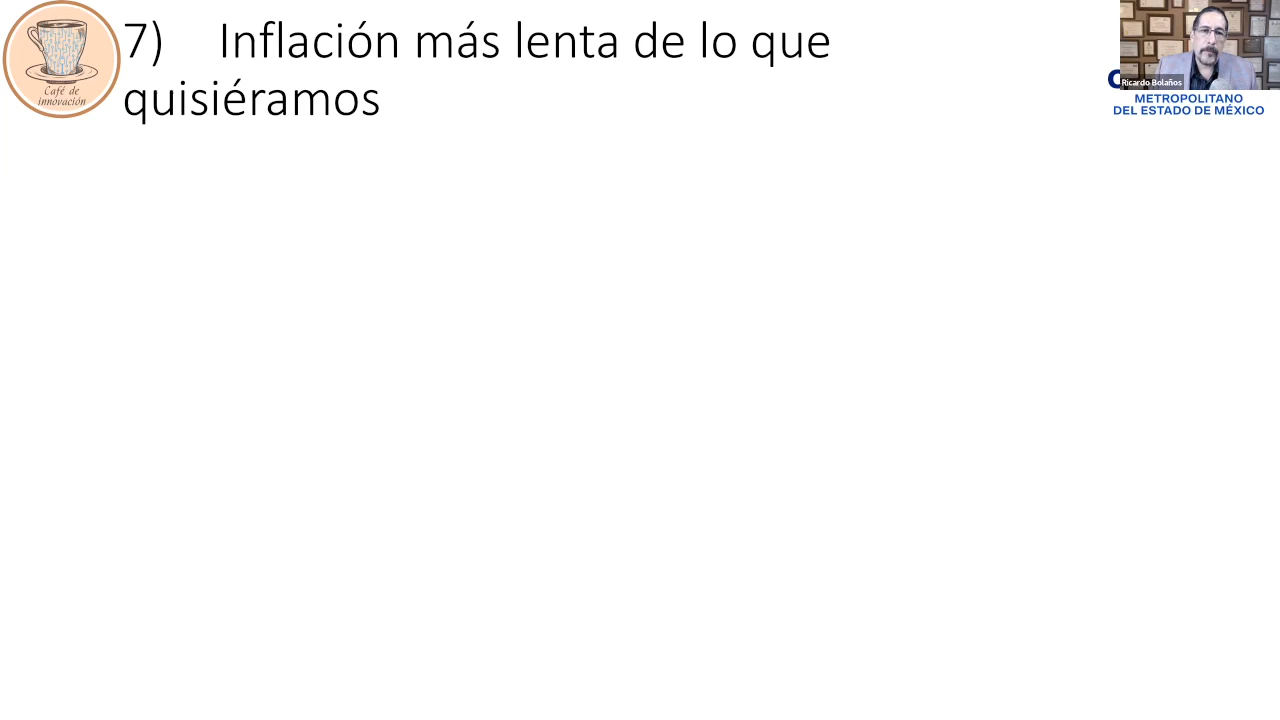 7) Inflación más lenta de lo que
quisiéramos
Café de
innovación
Ricardo Bolaños
METROPOLITANO
DEL ESTADO DE MÉXICO